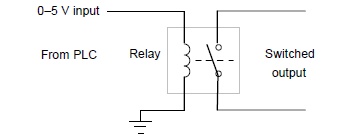 0–5 V input
From PLC
Relay
Switched
output